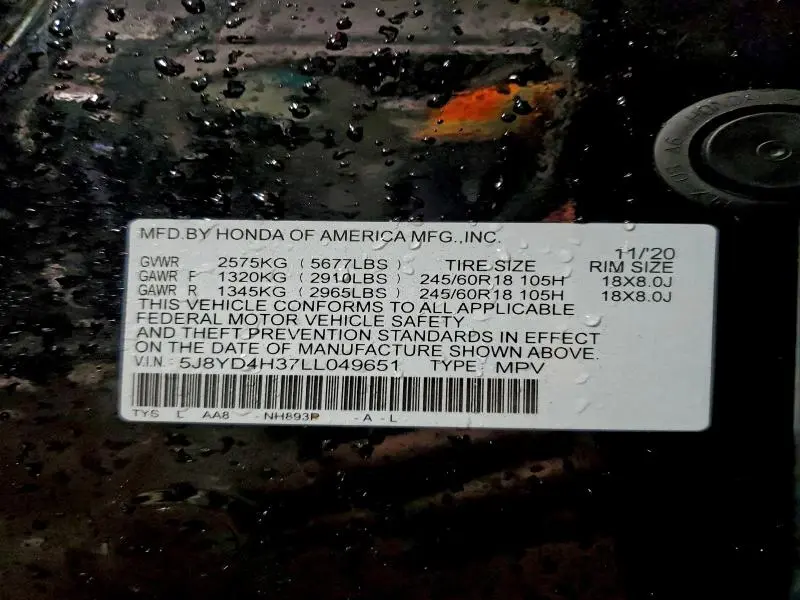 MFD.BY HONDA OF AMERICA MFG.,INC.
11/'20
GVWR 2575KG (5677LBS) TIRE SIZE RIM SIZE
GAWR F 1320KG (2910LBS) 245/60R18 105H 18X8.0J
GAWR R 1345KG (2965LBS) 245/60R18 105H 18X8.0J
THIS VEHICLE CONFORMS TO ALL APPLICABLE
FEDERAL MOTOR VEHICLE SAFETY
AND THEFT PREVENTION STANDARDS IN EFFECT
ON THE DATE OF MANUFACTURE SHOWN ABOVE.
V.I.N. 5J8YD4H37LL049651 TYPE MPV
TYS L AA8 -NH893P -A-L-
HONDA